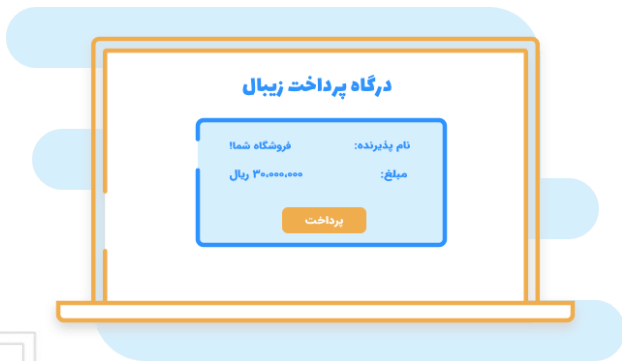 درگاه پرداخت زیبال
نام پذیرنده: فروشگاه شما!
مبلغ: ۳۰,۰۰۰,۰۰۰ ریال
پرداخت